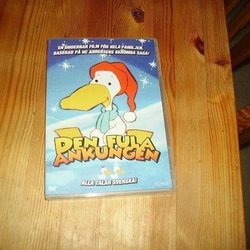 EN UNDERBAR FILM FÖR HELA FAMILJEN,
BASERAD PÅ HC ANDERSENS BERÖMDA SAGA!
DEN FULA
ANKUNGEN
ALLA TALAR SVENSKA!